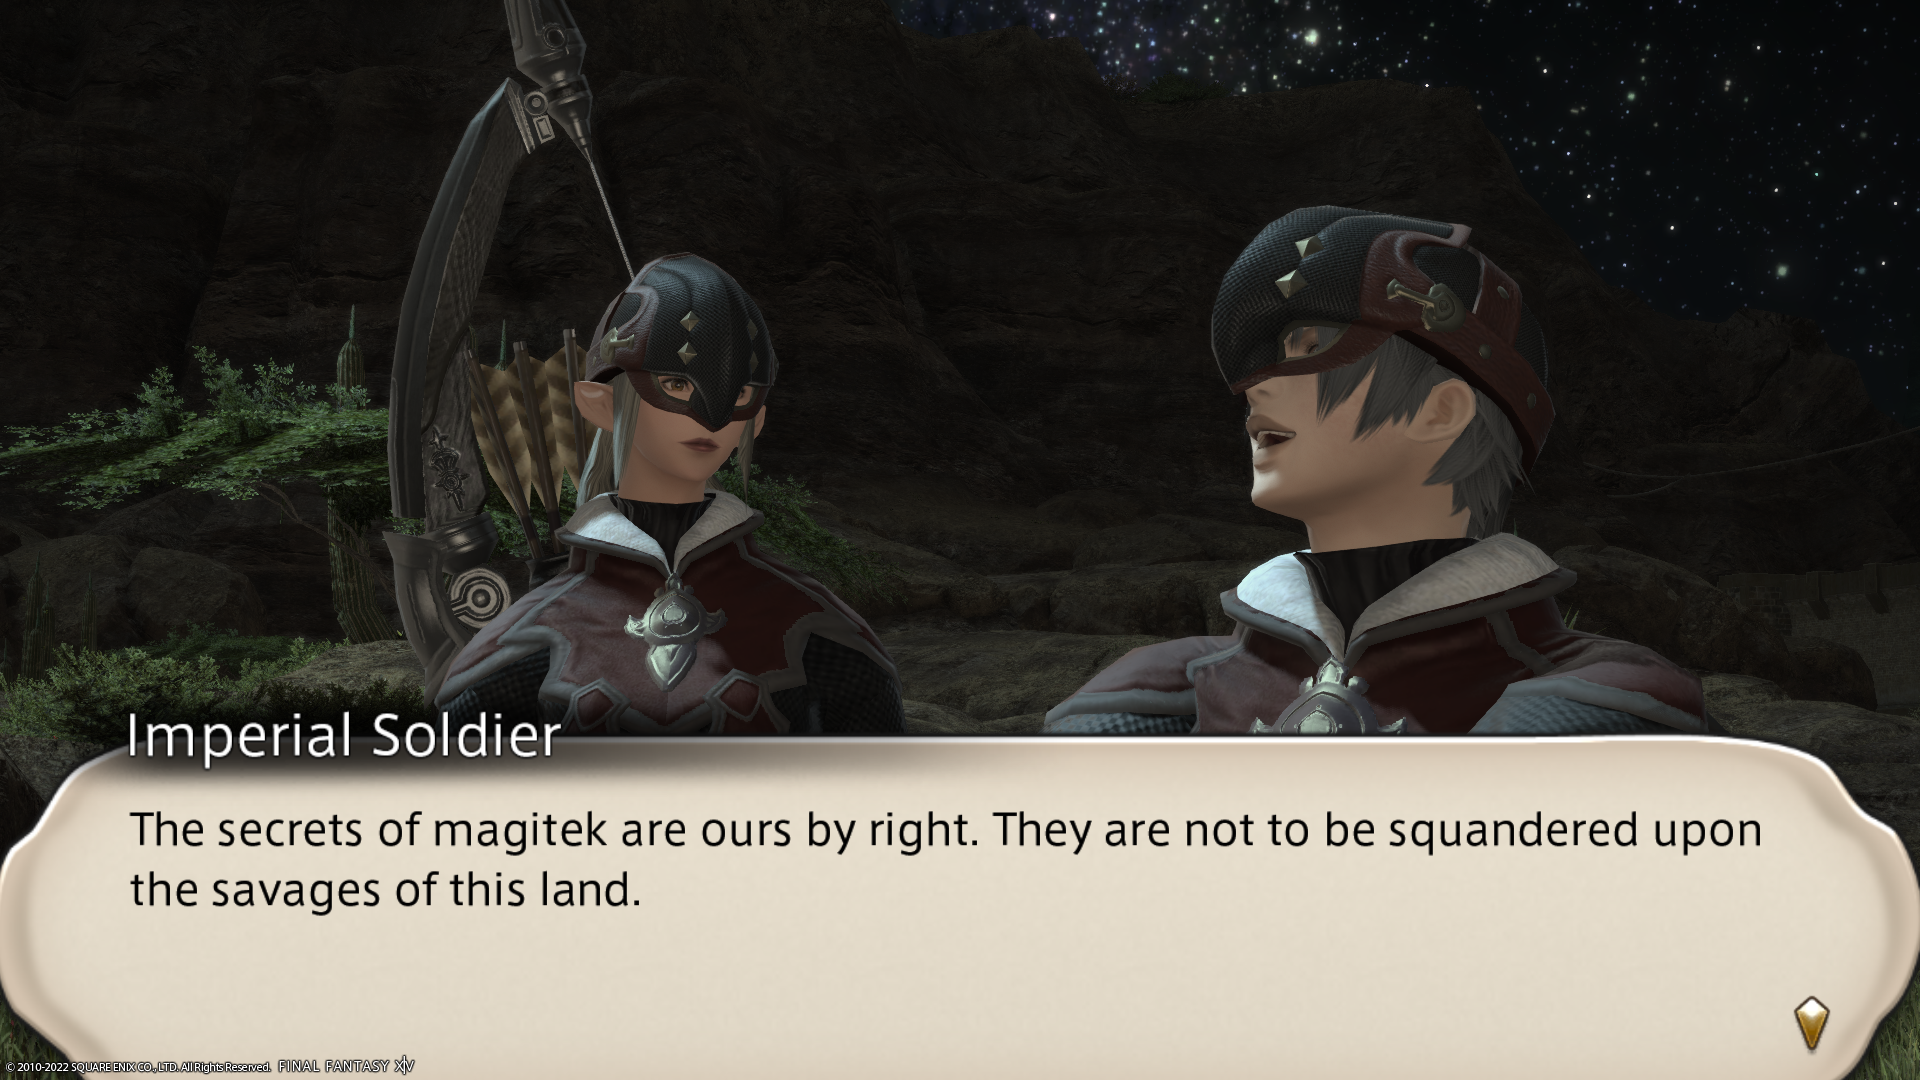 Imperial Soldier
The secrets of magitek are ours by right. They are not to be squandered upon
the savages of this land.
© 2010-2022 SQUARE ENIX CO., LTD. All Rights Reserved. FINAL FANTASY XIV